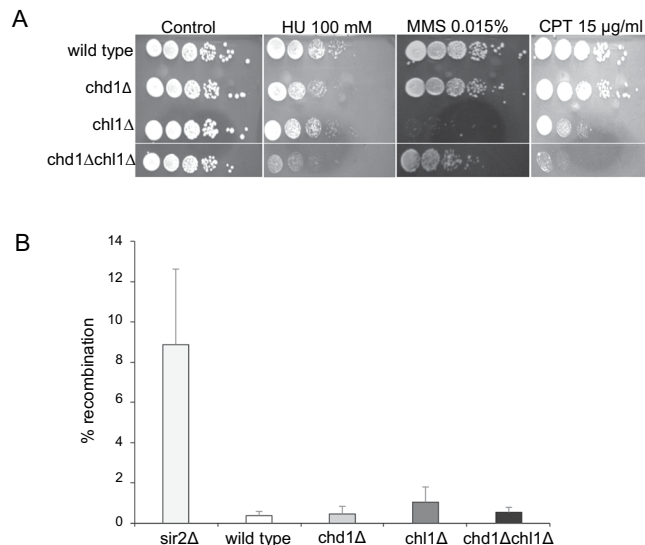 A
Control HU 100 mM MMS 0.015% CPT 15 µg/ml
wild type
chd1Δ
chl1Δ
chd1Δchl1Δ
B
14
12
10
8
6
4
2
0
% recombination
sir2Δ wild type chd1Δ chl1Δ chd1Δchl1Δ